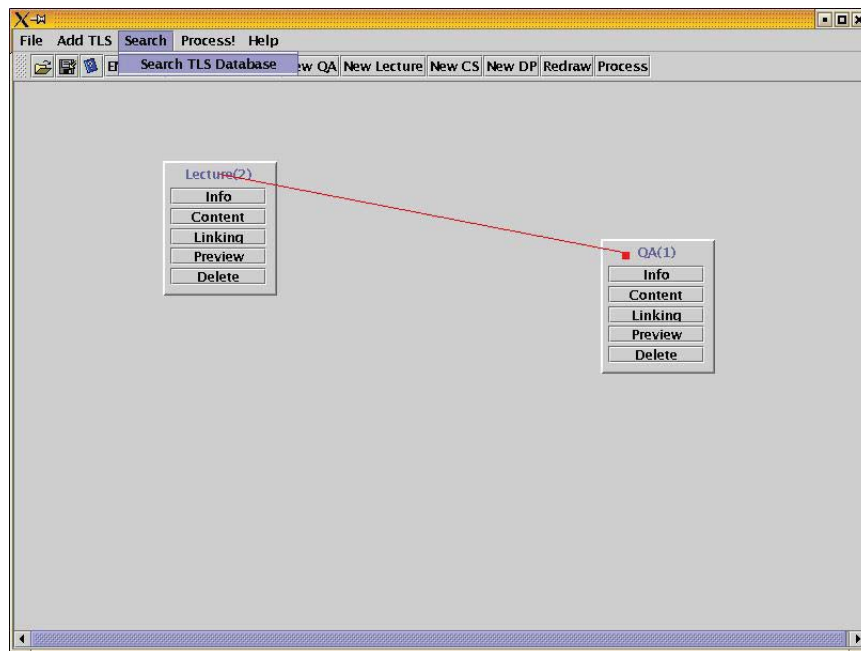 X
File Add TLS Search Process! Help
Search TLS Database
QA New Lecture New CS New DP Redraw Process
Lecture(2)
Info
Content
Linking
Preview
Delete
QA(1)
Info
Content
Linking
Preview
Delete